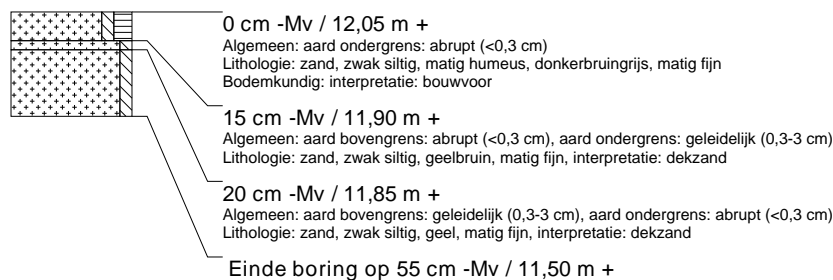 0 cm -Mv / 12,05 m +
Algemeen: aard ondergrens: abrupt (<0,3 cm)
Lithologie: zand, zwak siltig, matig humeus, donkerbruingrijs, matig fijn
Bodemkundig: interpretatie: bouwvoor
15 cm -Mv / 11,90 m +
Algemeen: aard bovengrens: abrupt (<0,3 cm), aard ondergrens: geleidelijk (0,3-3 cm)
Lithologie: zand, zwak siltig, geelbruin, matig fijn, interpretatie: dekzand
20 cm -Mv / 11,85 m +
Algemeen: aard bovengrens: geleidelijk (0,3-3 cm), aard ondergrens: abrupt (<0,3 cm)
Lithologie: zand, zwak siltig, geel, matig fijn, interpretatie: dekzand
Einde boring op 55 cm -Mv / 11,50 m +